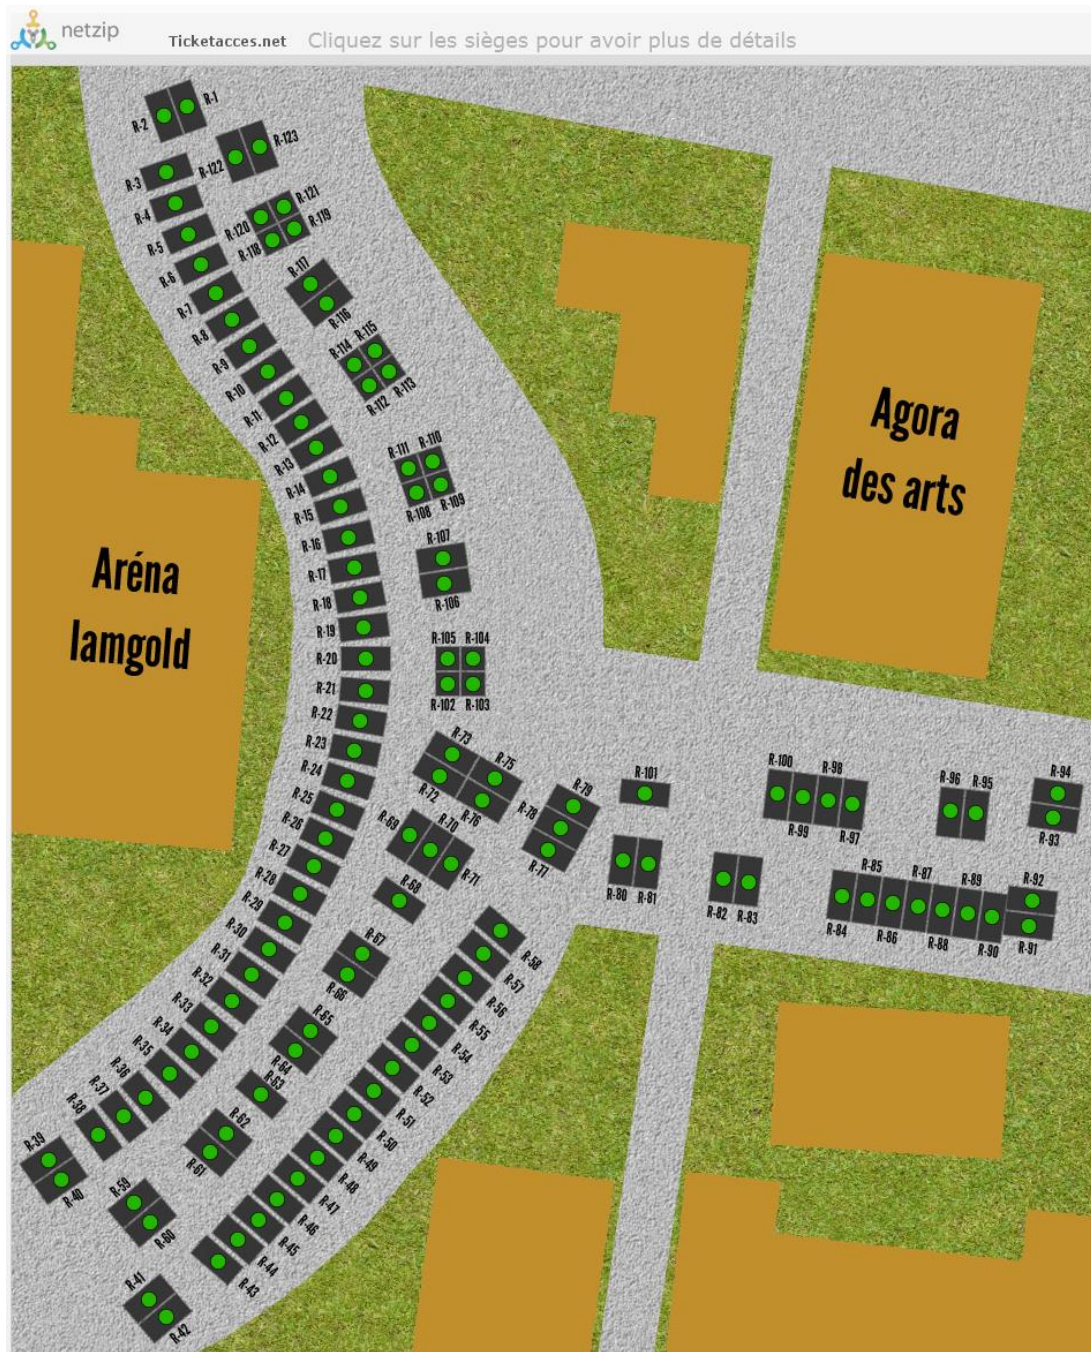 netzip
Ticketacces.net
Cliquez sur les sièges pour avoir plus de détails
R-1
R-2
R-123
R-122
R-3
R-4
R-121
R-120
R-119
R-118
R-5
R-6
R-117
R-7
R-116
R-8
R-115
R-114
R-9
R-113
R-10
R-112
R-11
Agora
des arts
R-12
R-110
R-111
R-13
R-14
R-109
R-108
R-15
R-16
R-107
Aréna
Iamgold
R-17
R-18
R-106
R-19
R-105
R-104
R-20
R-21
R-102
R-103
R-22
R-23
R-73
R-75
R-24
R-72
R-76
R-25
R-79
R-78
R-77
R-101
R-100
R-98
R-99
R-97
R-96
R-95
R-94
R-93
R-26
R-69
R-70
R-71
R-27
R-28
R-68
R-80
R-81
R-82
R-83
R-85
R-87
R-89
R-92
R-84
R-86
R-88
R-90
R-91
R-29
R-30
R-67
R-66
R-58
R-31
R-57
R-32
R-56
R-33
R-65
R-55
R-34
R-64
R-54
R-35
R-63
R-53
R-36
R-52
R-37
R-62
R-51
R-38
R-61
R-50
R-39
R-49
R-40
R-48
R-59
R-47
R-60
R-46
R-45
R-44
R-41
R-43
R-42